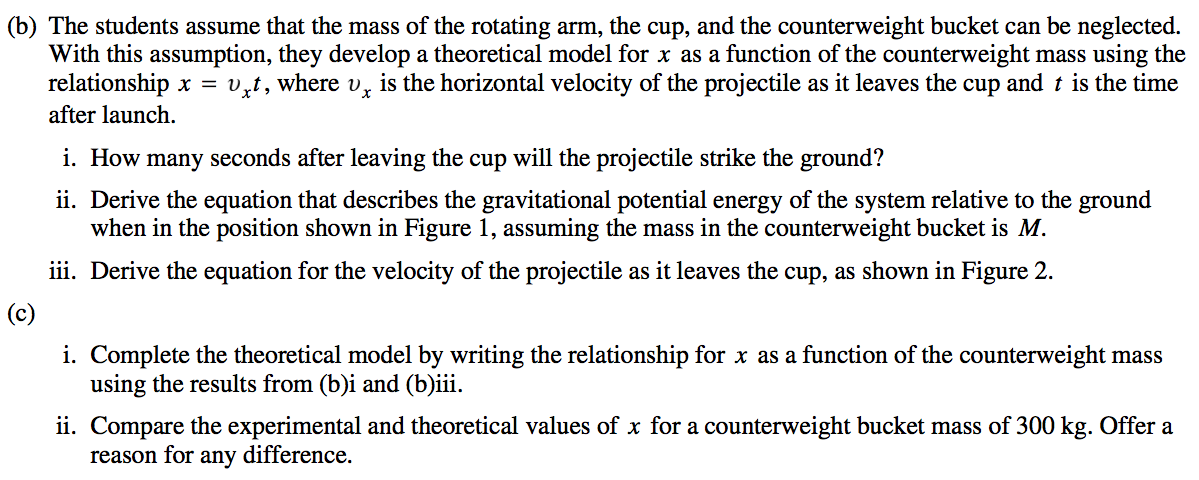 (b) The students assume that the mass of the rotating arm, the cup, and the counterweight bucket can be neglected.
With this assumption, they develop a theoretical model for x as a function of the counterweight mass using the
relationship x = υₓt, where υₓ is the horizontal velocity of the projectile as it leaves the cup and t is the time
after launch.
i. How many seconds after leaving the cup will the projectile strike the ground?
ii. Derive the equation that describes the gravitational potential energy of the system relative to the ground
when in the position shown in Figure 1, assuming the mass in the counterweight bucket is M.
iii. Derive the equation for the velocity of the projectile as it leaves the cup, as shown in Figure 2.
(c)
i. Complete the theoretical model by writing the relationship for x as a function of the counterweight mass
using the results from (b)i and (b)iii.
ii. Compare the experimental and theoretical values of x for a counterweight bucket mass of 300 kg. Offer a
reason for any difference.